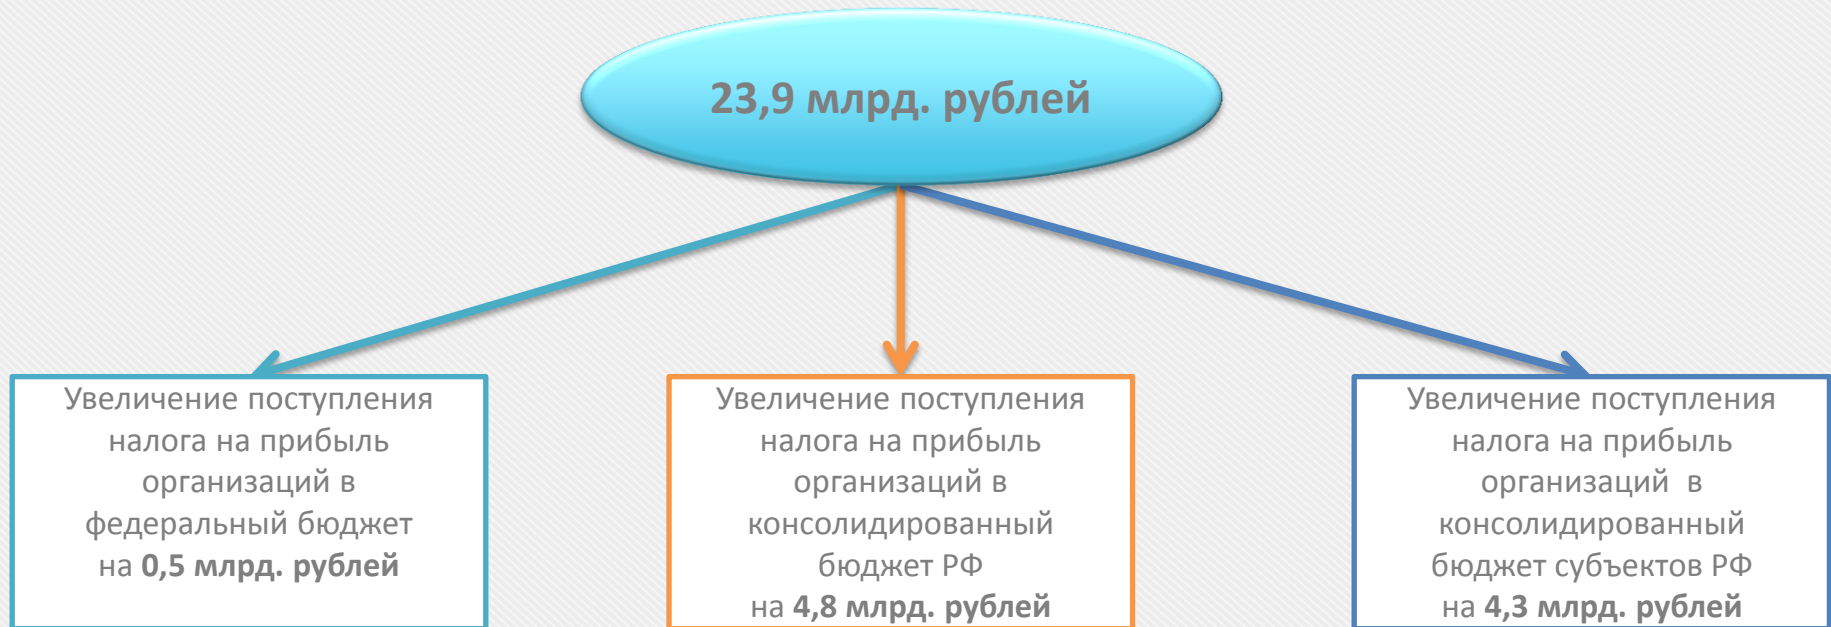 23,9 млрд. рублей
Увеличение поступления
налога на прибыль
организаций в
федеральный бюджет
на 0,5 млрд. рублей
Увеличение поступления
налога на прибыль
организаций в
консолидированный
бюджет РФ
на 4,8 млрд. рублей
Увеличение поступления
налога на прибыль
организаций в
консолидированный
бюджет субъектов РФ
на 4,3 млрд. рублей